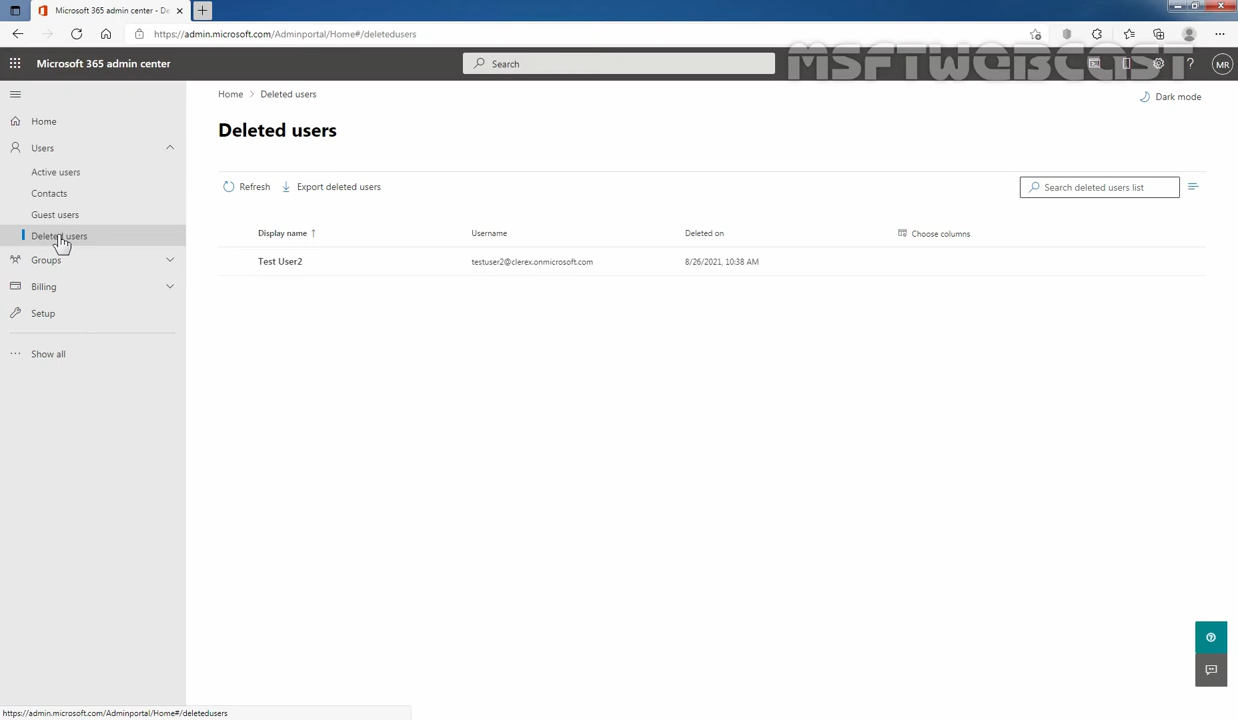 Microsoft 365 admin center - De
https://admin.microsoft.com/Adminportal/Home#/deletedusers
Microsoft 365 admin center
Search
MSFTWEBCAST
MR
Home
Users
Active users
Contacts
Guest users
Deleted users
Groups
Billing
Setup
Show all
Home > Deleted users
Dark mode
Deleted users
Refresh
Export deleted users
Search deleted users list
Display name ↑ Username Deleted on Choose columns
Test User2 testuser2@clerex.onmicrosoft.com 8/26/2021, 10:38 AM
https://admin.microsoft.com/Adminportal/Home#/deletedusers